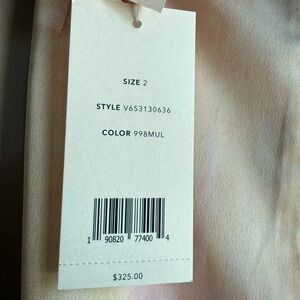 SIZE 2
STYLE V653130636
COLOR 998MUL
1 90820 77400 4
$325.00